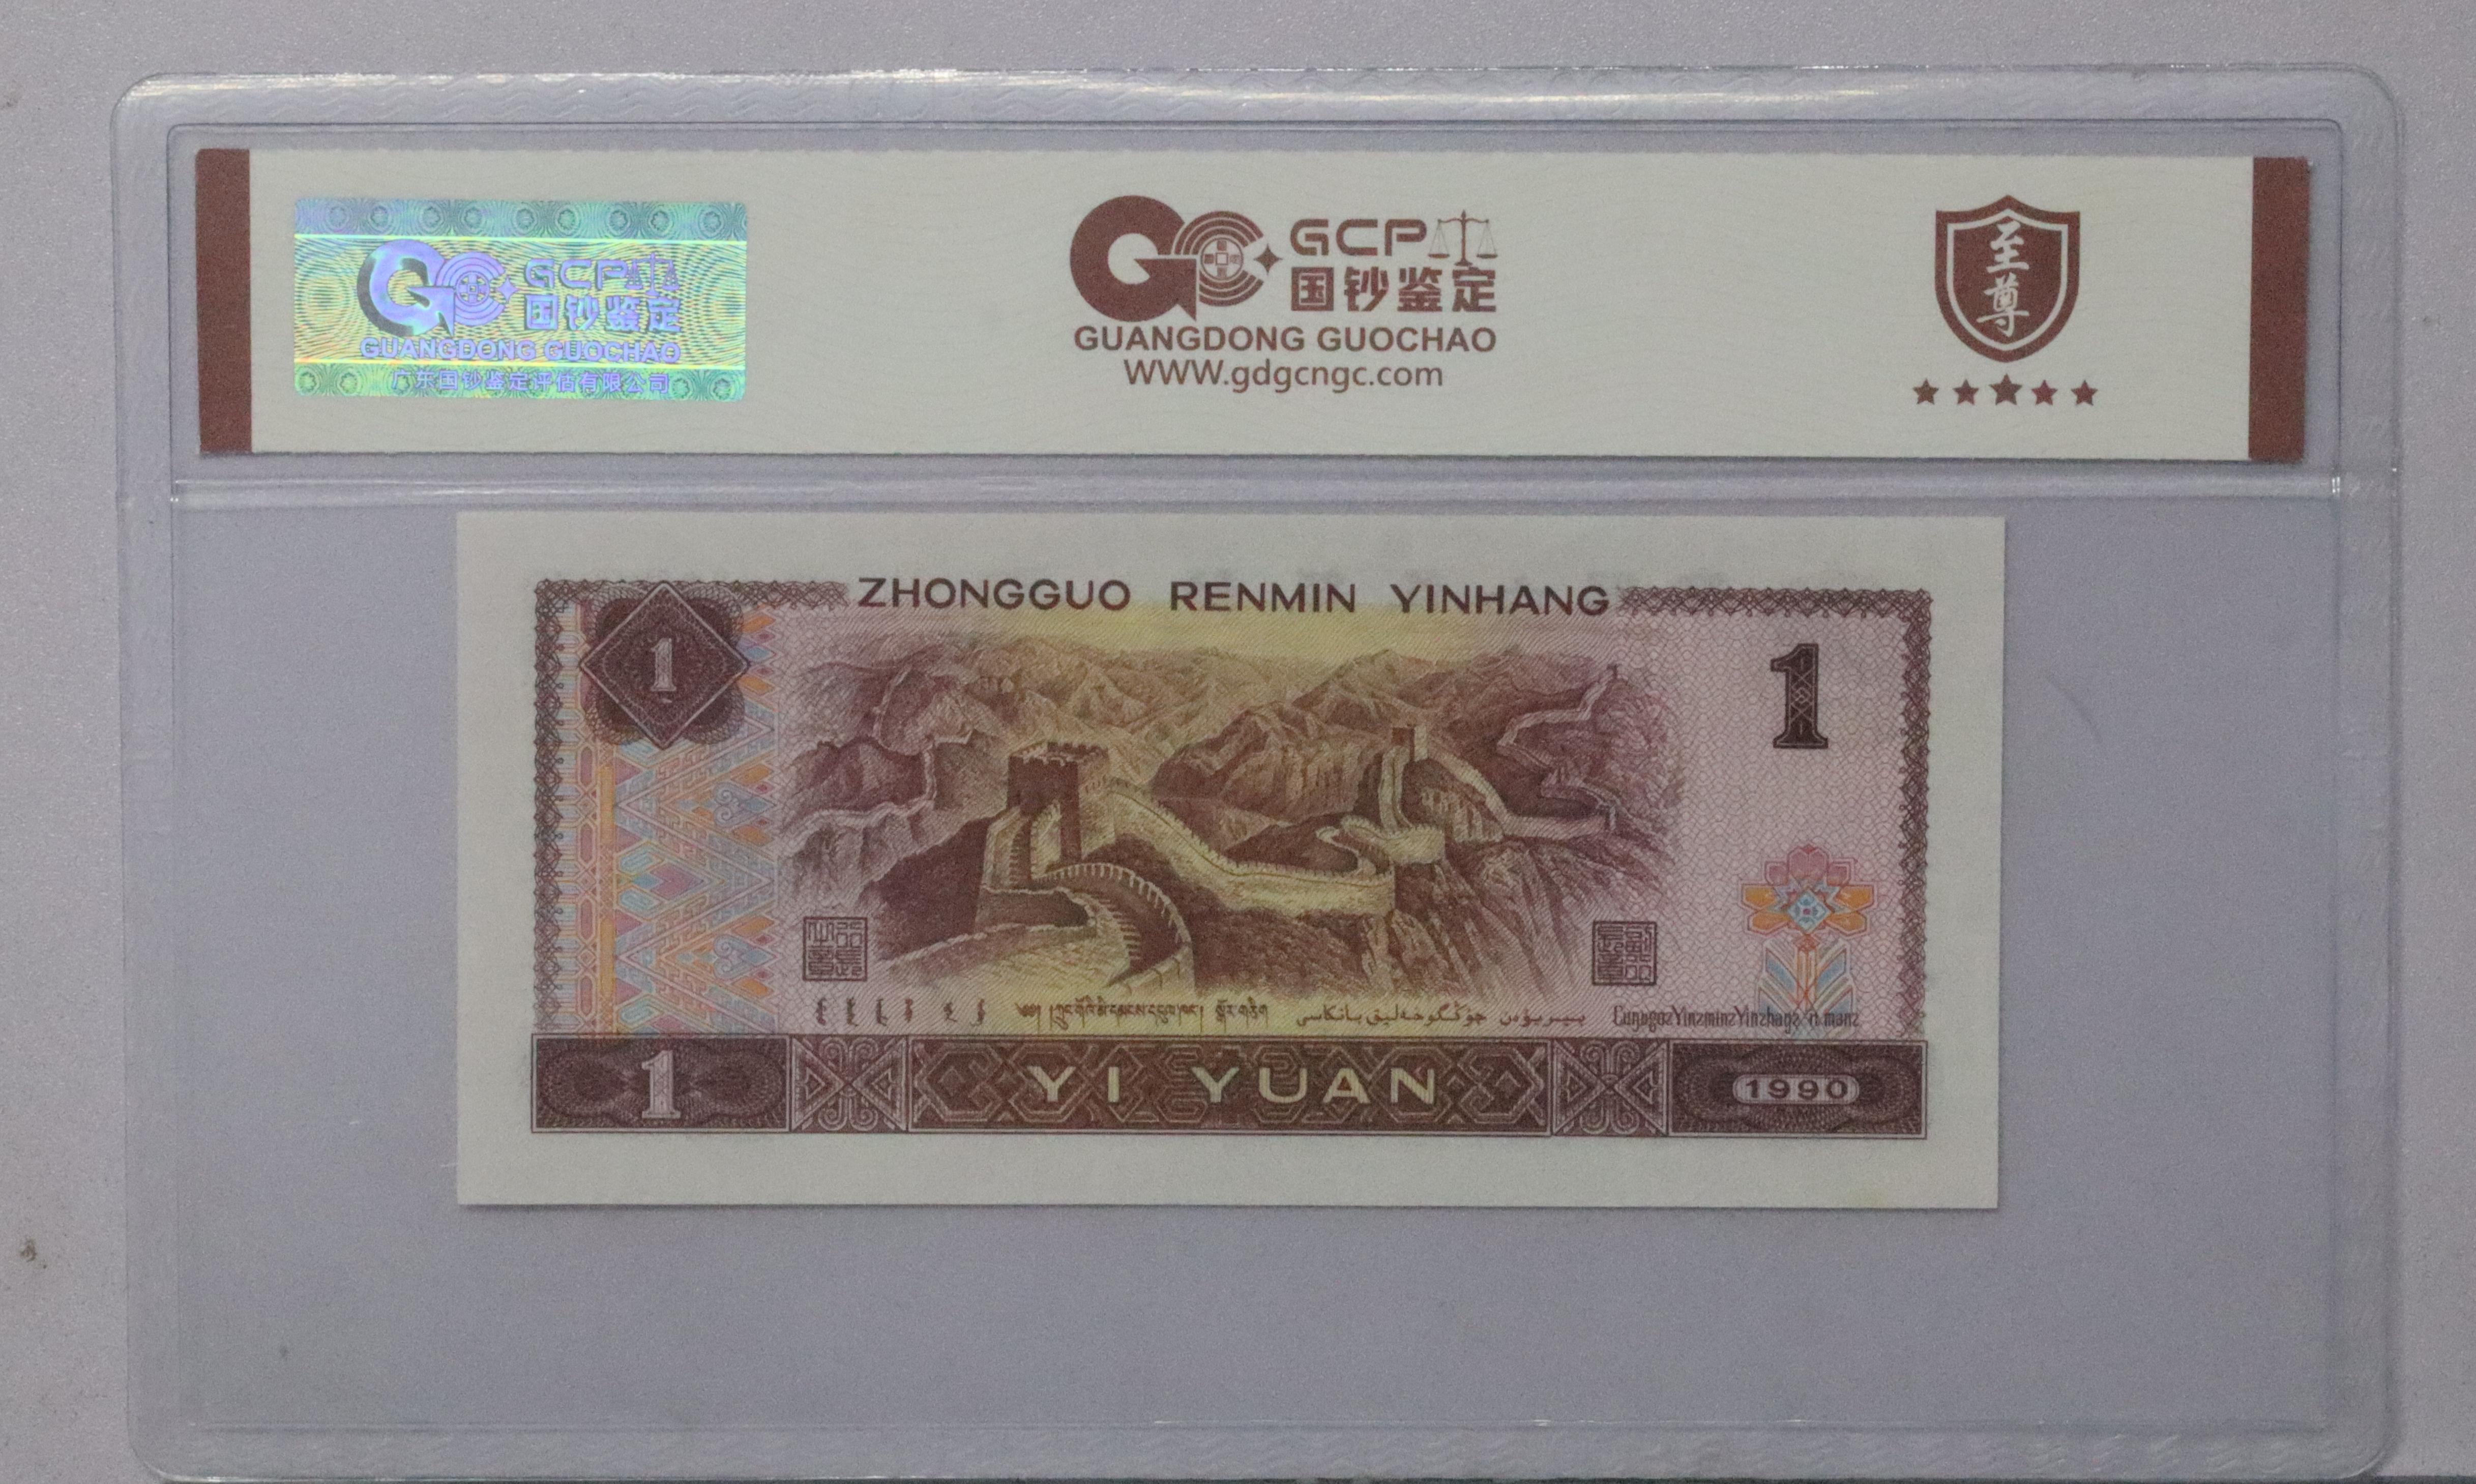 GCP
国钞鉴定
GUANGDONG GUOCHAO
广东国钞鉴定评估有限公司
GCP
国钞鉴定
GUANGDONG GUOCHAO
WWW.gdgcngc.com
至尊
ZHONGGUO RENMIN YINHANG
1
1
1
YI YUAN
1990